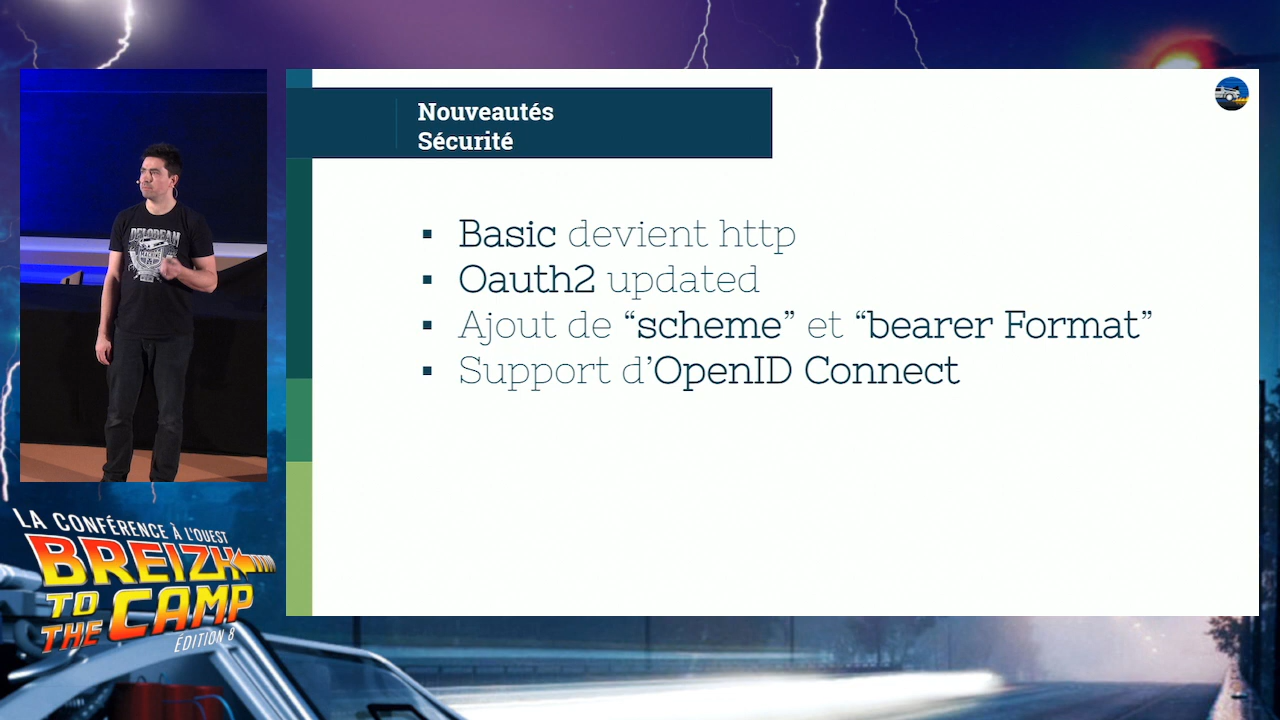 Nouveautés
Sécurité
▪ Basic devient http
▪ Oauth2 updated
▪ Ajout de “scheme” et “bearer Format”
▪ Support d’OpenID Connect
DELOREAN
LA CONFÉRENCE À L'OUEST
BREIZH
TO
THE CAMP
ÉDITION 8